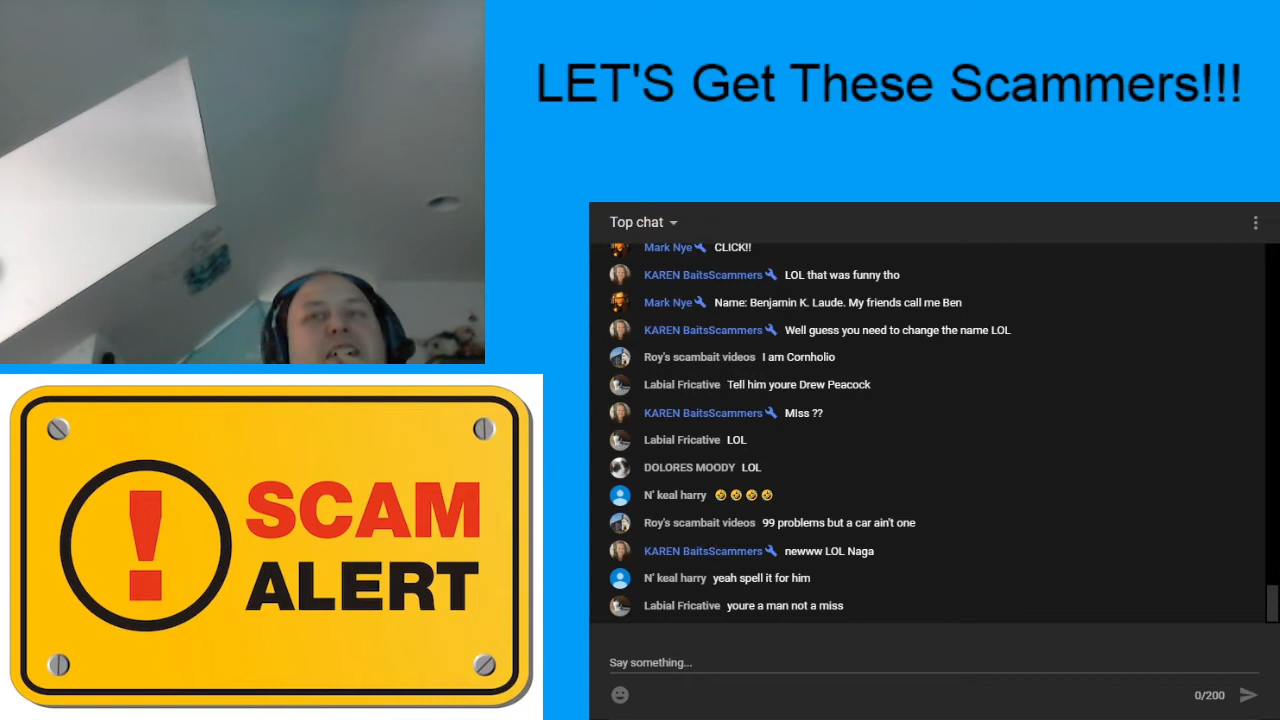 LET'S Get These Scammers!!!
Top chat
Mark Nye CLICK!!
KAREN BaitsScammers LOL that was funny tho
Mark Nye Name: Benjamin K. Laude. My friends call me Ben
KAREN BaitsScammers Well guess you need to change the name LOL
Roy's scambait videos I am Cornholio
Labial Fricative Tell him youre Drew Peacock
KAREN BaitsScammers MIss ??
Labial Fricative LOL
DOLORES MOODY LOL
N' keal harry
Roy's scambait videos 99 problems but a car ain't one
KAREN BaitsScammers newww LOL Naga
N' keal harry yeah spell it for him
Labial Fricative youre a man not a miss
Say something...
0/200
! SCAM
ALERT